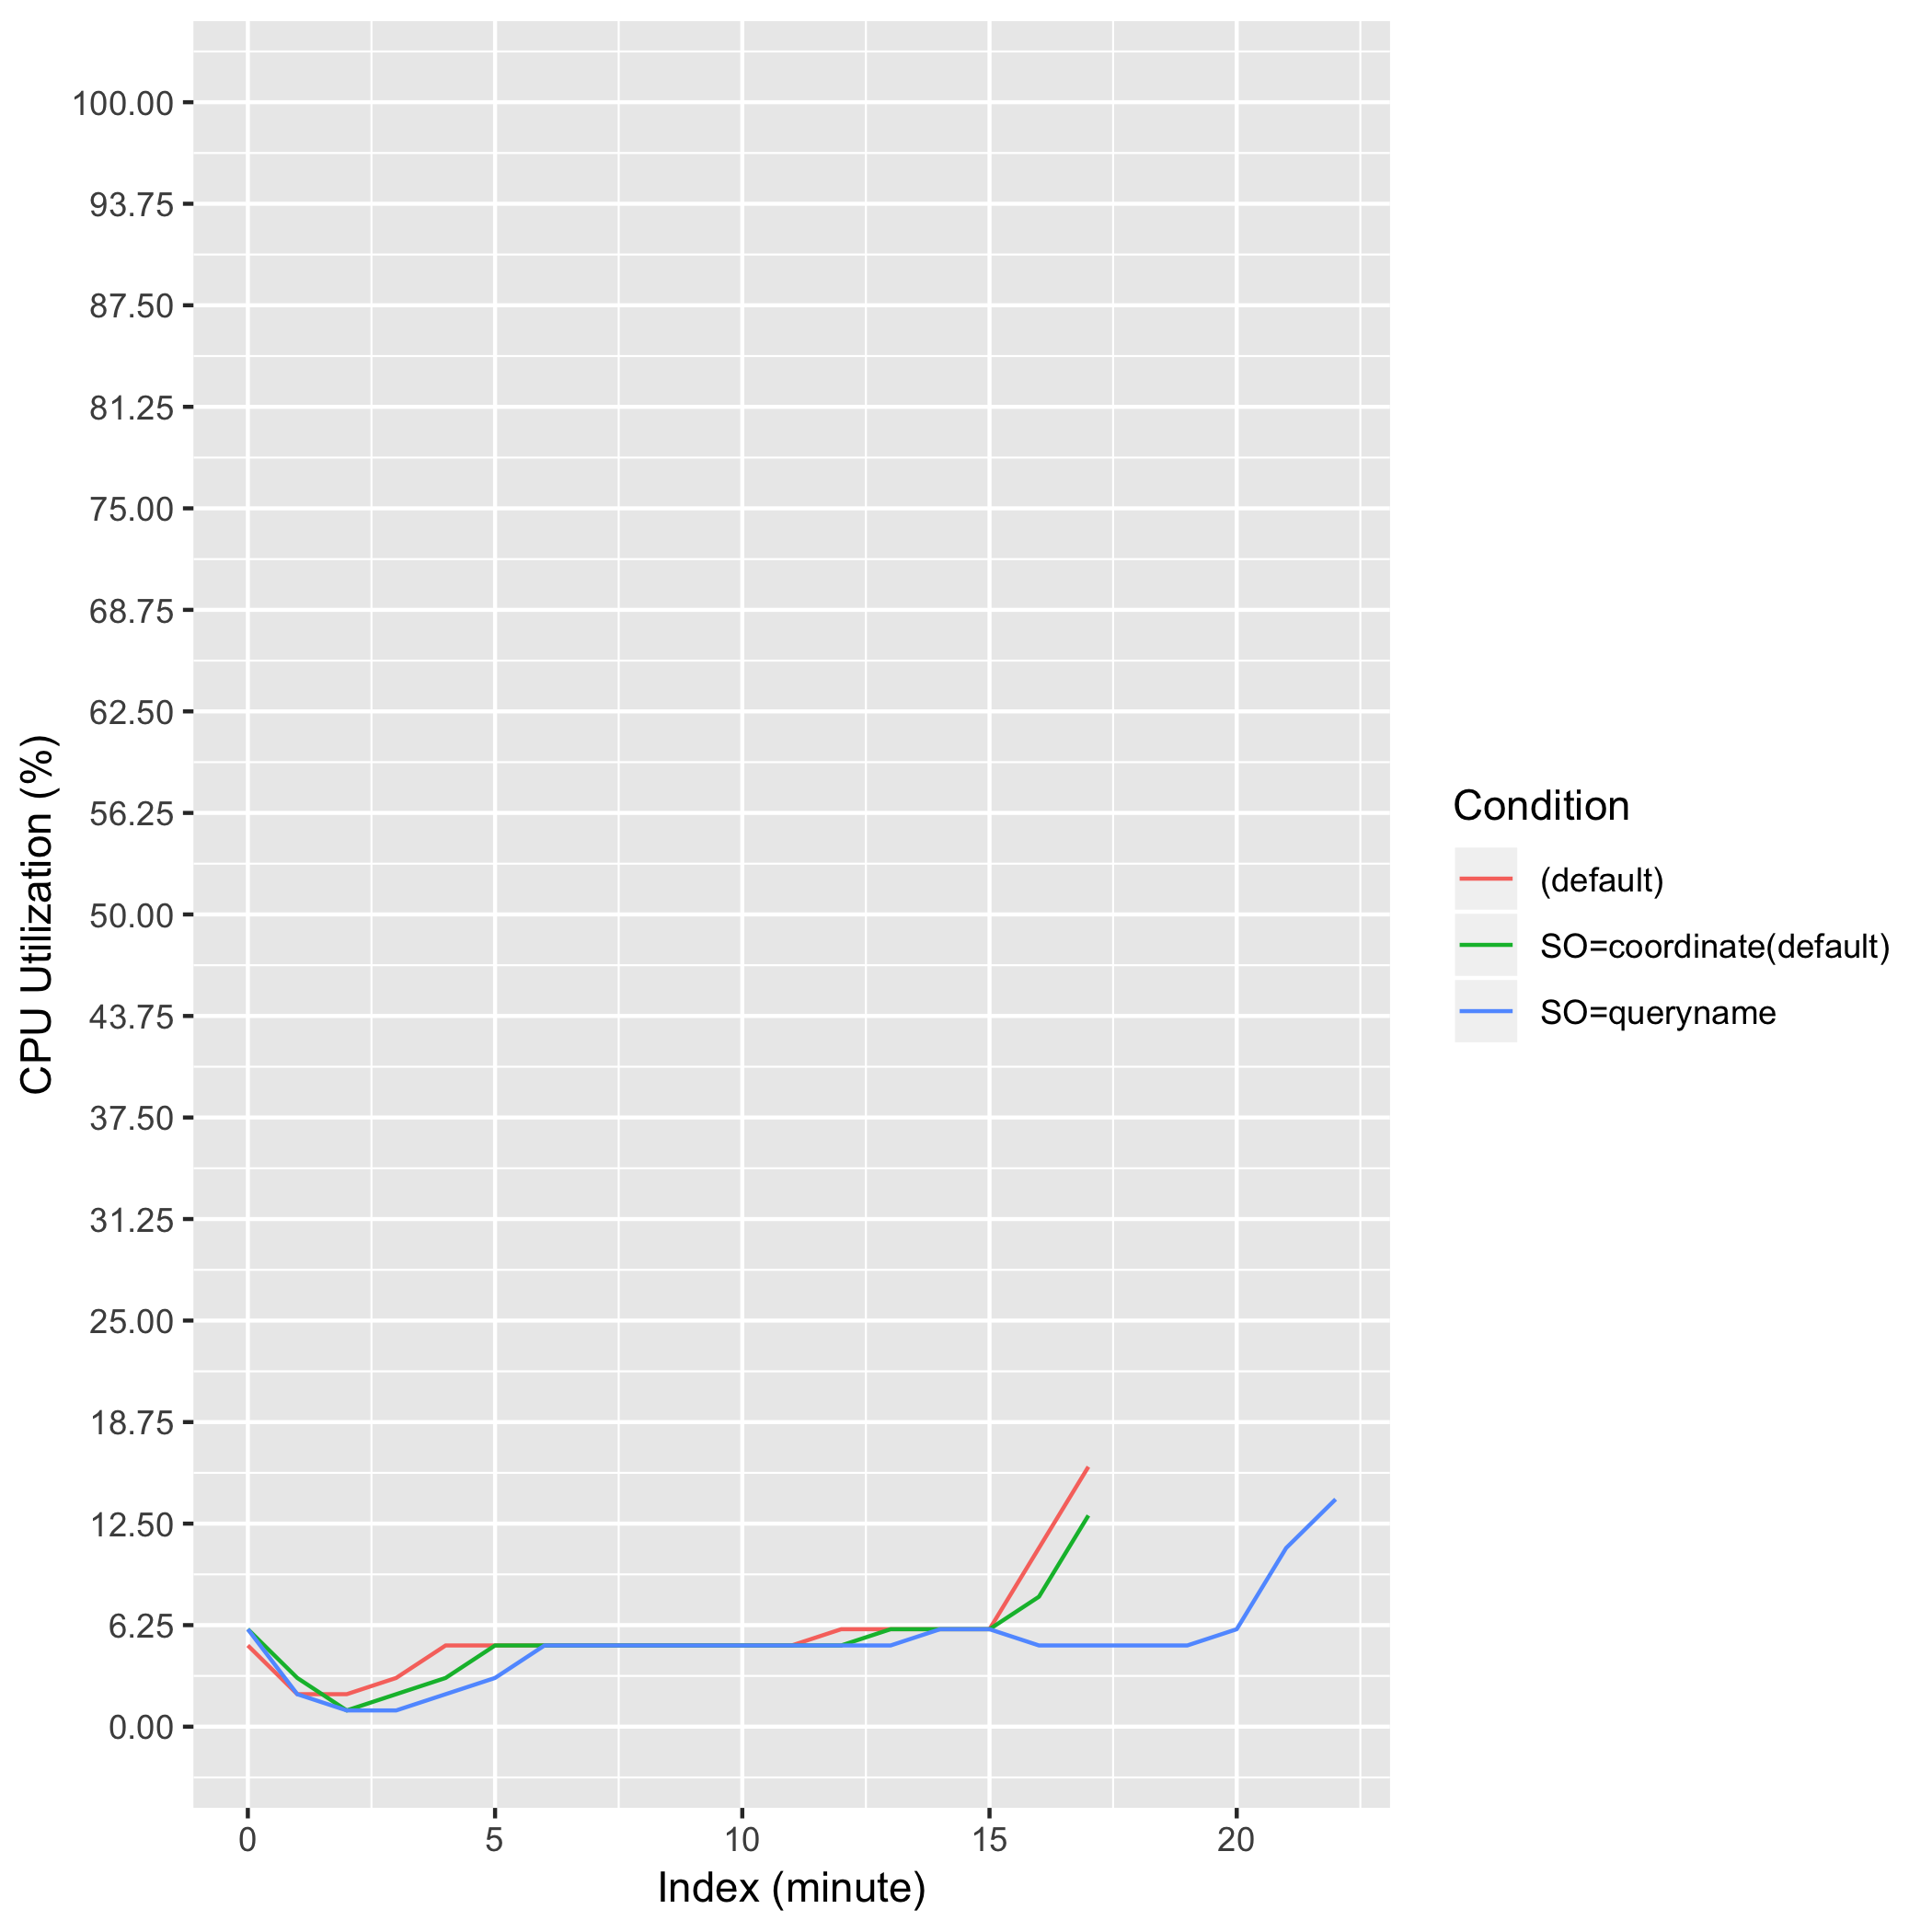 100.00
93.75
87.50
81.25
75.00
68.75
62.50
56.25
50.00
43.75
37.50
31.25
25.00
18.75
12.50
6.25
0.00
CPU Utilization (%)
0 5 10 15 20
Index (minute)
Condition
(default)
SO=coordinate(default)
SO=queryname